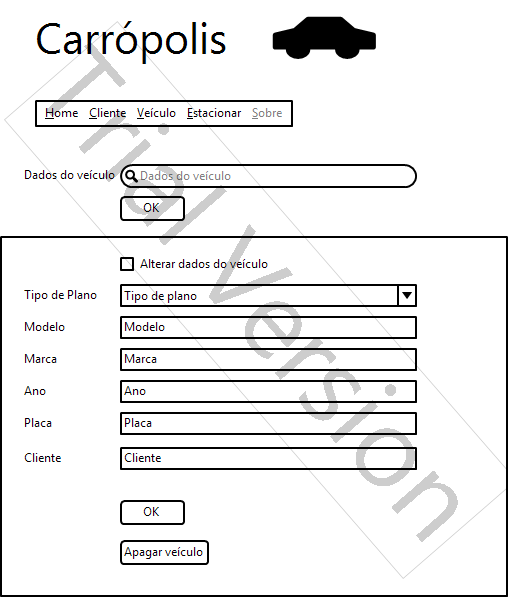 Carrópolis
Home Cliente Veículo Estacionar Sobre
Dados do veículo Dados do veículo
OK
Alterar dados do veículo
Tipo de Plano Tipo de plano
Modelo Modelo
Marca Marca
Ano Ano
Placa Placa
Cliente Cliente
OK
Apagar veículo
Trial Version